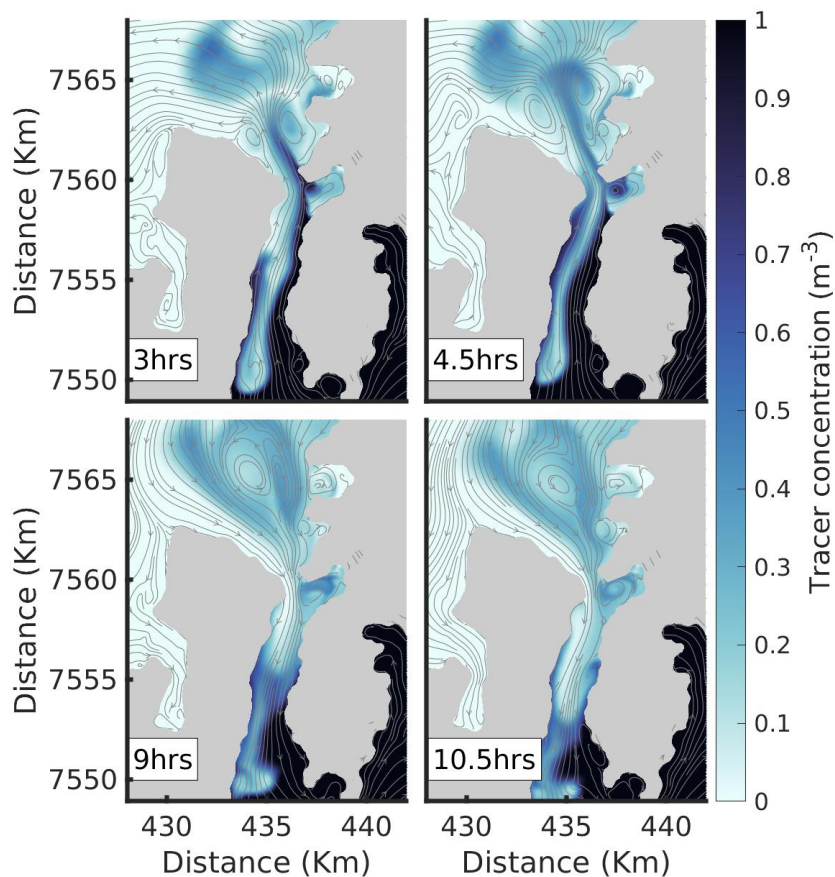 7565
7560
7555
7550
Distance (Km)
3hrs
4.5hrs
7565
7560
7555
7550
Distance (Km)
9hrs
10.5hrs
430 435 440
430 435 440
Distance (Km)
Distance (Km)
1
0.9
0.8
0.7
0.6
0.5
0.4
0.3
0.2
0.1
0
Tracer concentration (m⁻³)